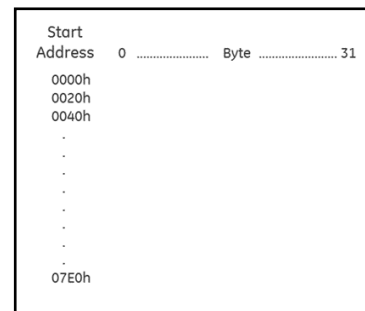 Start
Address 0 ..................... Byte ....................... 31
0000h
0020h
0040h
.
.
.
.
.
.
.
.
07E0h